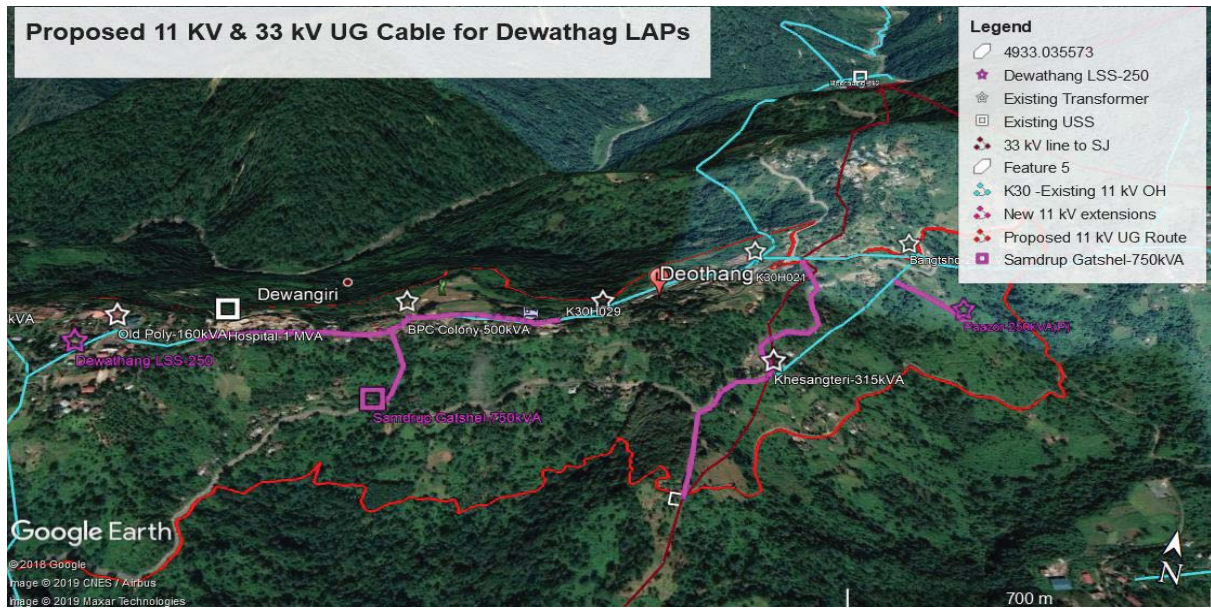 Proposed 11 KV & 33 kV UG Cable for Dewathag LAPs
Legend
4933.035573
Dewathang LSS-250
Existing Transformer
Existing USS
33 kV line to SJ
Feature 5
K30 -Existing 11 kV OH
New 11 kV extensions
Proposed 11 kV UG Route
Samdrup Gatshel-750kVA
Bangtsho
Deothang
K30H021
Dewangiri
K30H029
kVA
Old Poly-160kVA
Hospital-1 MVA
BPC Colony-500kVA
Paazor-250kVA(P)
Dewathang LSS-250
Khesangteri-315kVA
Samdrup Gatshel-750kVA
Google Earth
© 2018 Google
Image © 2019 CNES / Airbus
Image © 2019 Maxar Technologies
N
700 m